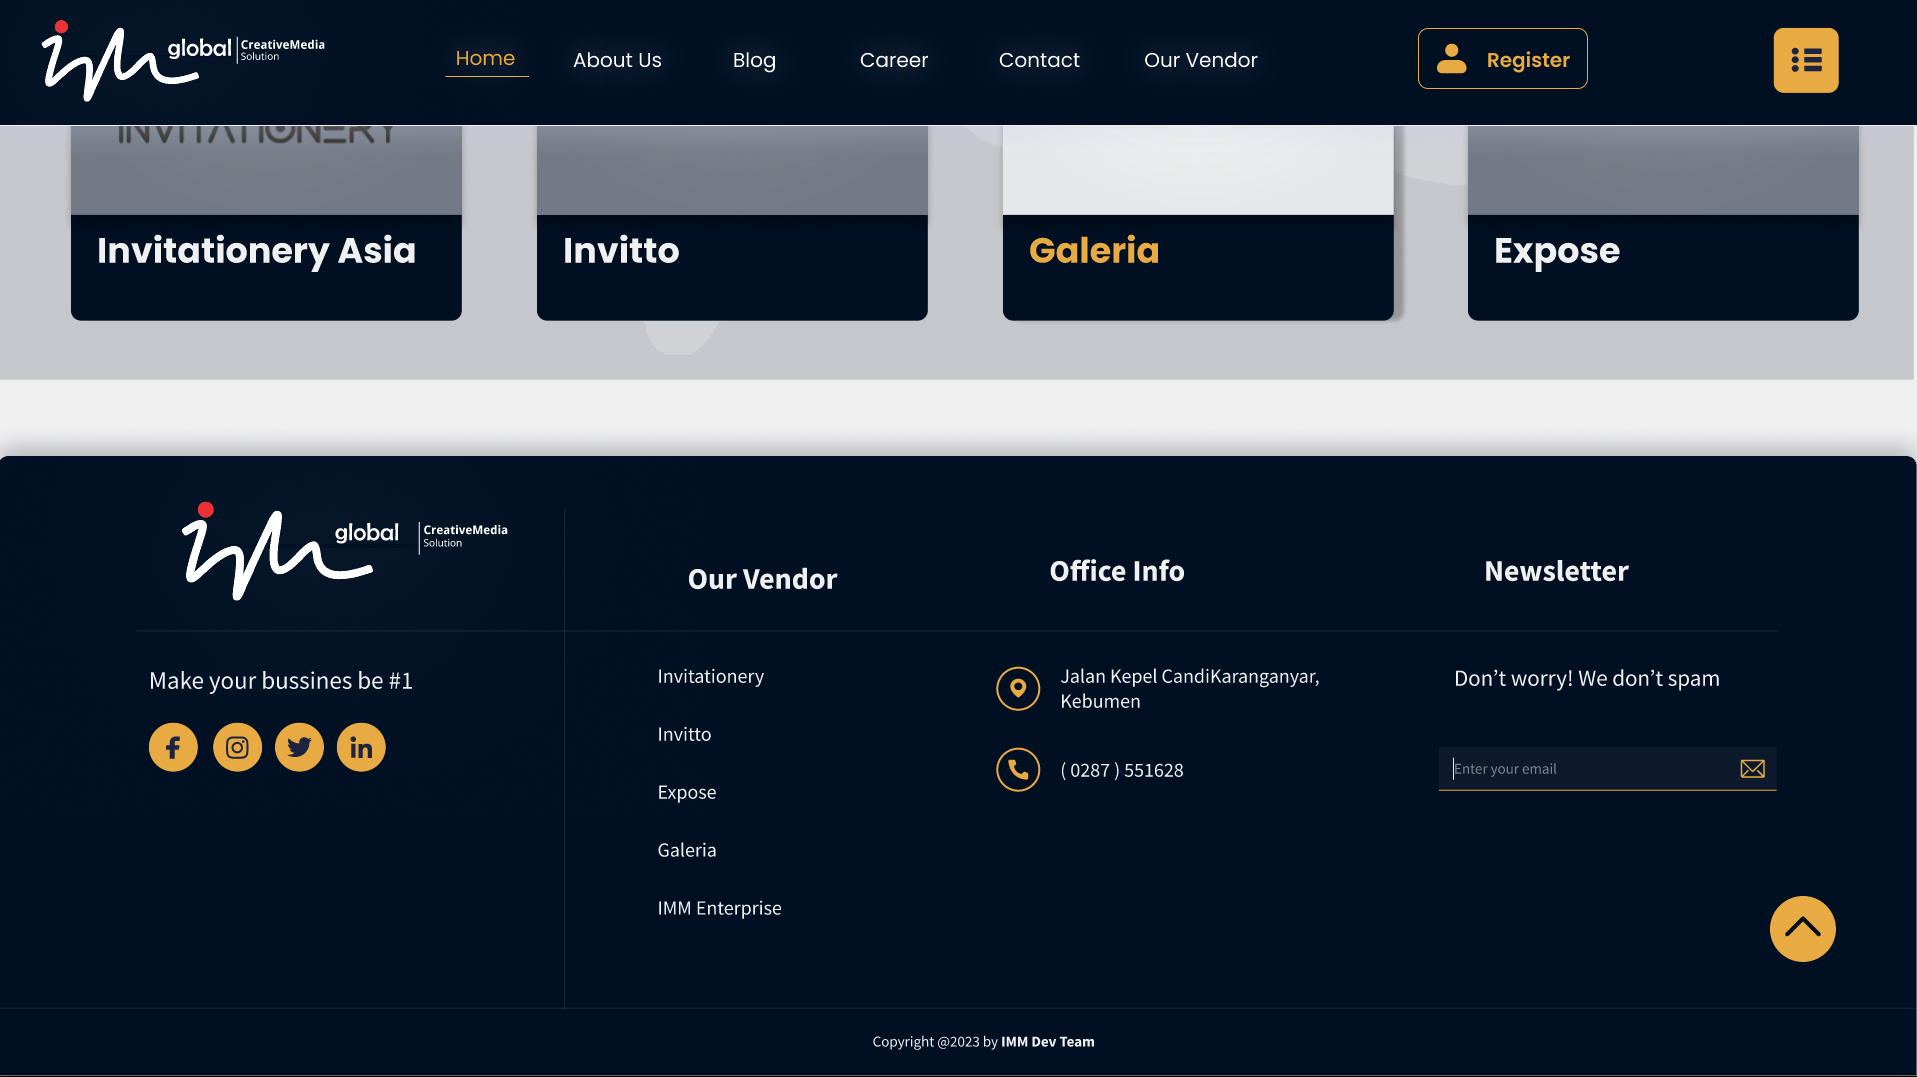 im global CreativeMedia
Solution
Home
About Us
Blog
Career
Contact
Our Vendor
Register
INVITATIONERY
Invitationery Asia
Invitto
Galeria
Expose
im global CreativeMedia
Solution
Make your bussines be #1
Our Vendor
Invitationery
Invitto
Expose
Galeria
IMM Enterprise
Office Info
Jalan Kepel CandiKaranganyar,
Kebumen
( 0287 ) 551628
Newsletter
Don’t worry! We don’t spam
Enter your email
Copyright @2023 by IMM Dev Team